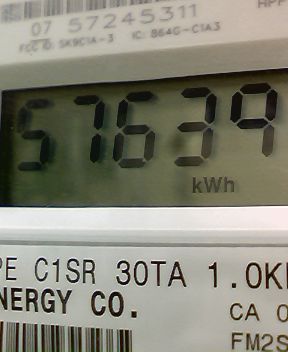 HPF
07 57245311
FCC ID: SK9C1A-3 IC: 864G-C1A3
57639
kWh
PE C1SR 30TA 1.0K
NERGY CO.
CA 0
FM2S